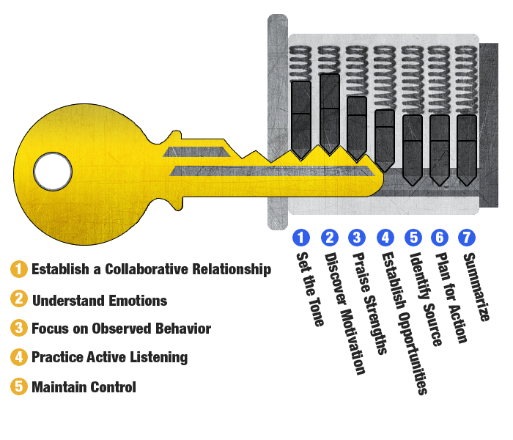 1 Establish a Collaborative Relationship
2 Understand Emotions
3 Focus on Observed Behavior
4 Practice Active Listening
5 Maintain Control
1 Set the Tone
2 Discover Motivation
3 Praise Strengths
4 Establish Opportunities
5 Identify Source
6 Plan for Action
7 Summarize